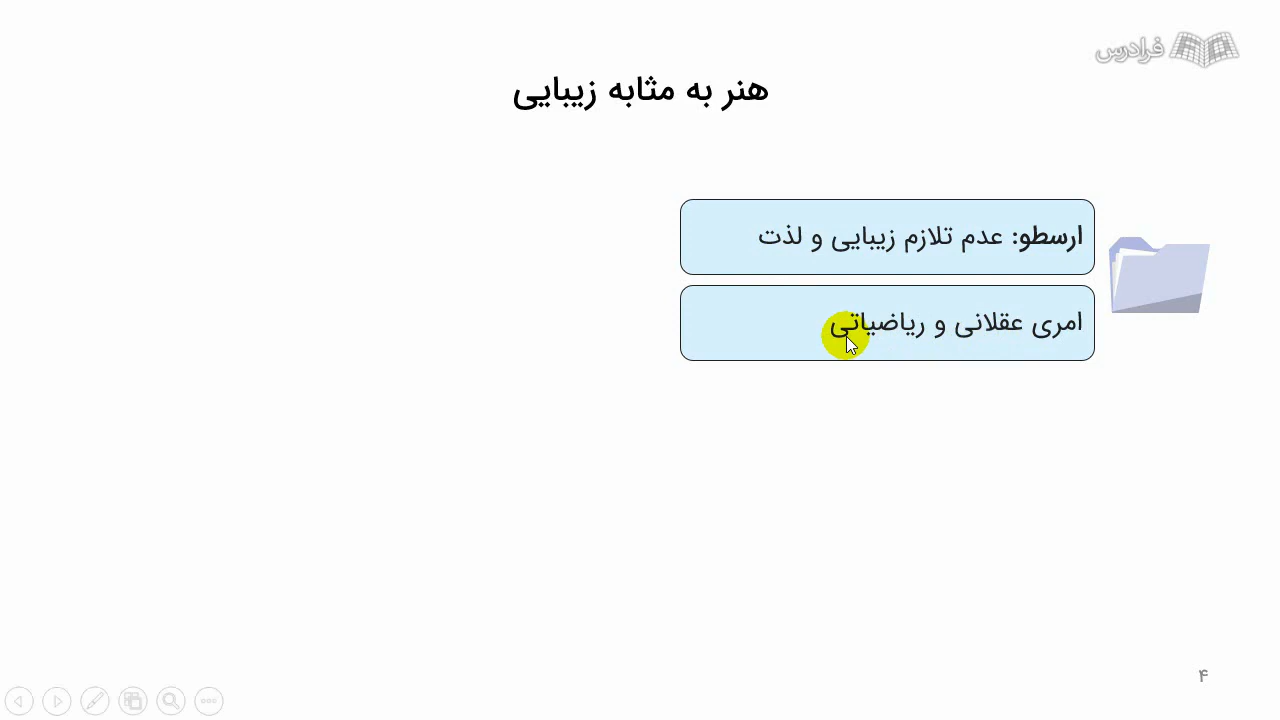 فرادرس
هنر به مثابه زیبایی
ارسطو: عدم تلازم زیبایی و لذت
امری عقلانی و ریاضیاتی
۴